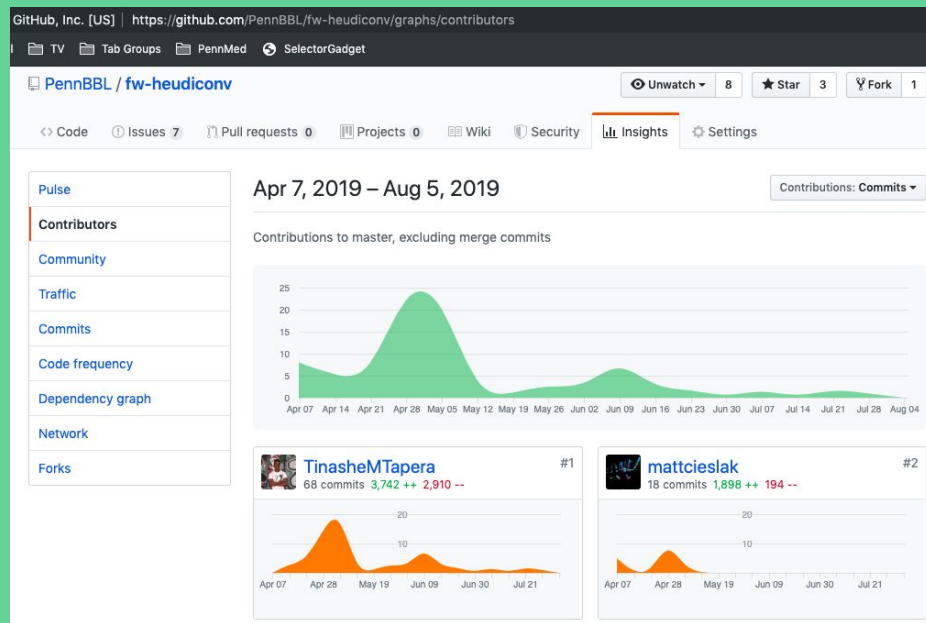 GitHub, Inc. [US] | https://github.com/PennBBL/fw-heudiconv/graphs/contributors
TV Tab Groups PennMed SelectorGadget
PennBBL / fw-heudiconv Unwatch 8 Star 3 Fork 1
Code Issues 7 Pull requests 0 Projects 0 Wiki Security Insights Settings
Pulse
Contributors
Community
Traffic
Commits
Code frequency
Dependency graph
Network
Forks
Apr 7, 2019 – Aug 5, 2019 Contributions: Commits
Contributions to master, excluding merge commits
25
20
15
10
5
0
Apr 07 Apr 14 Apr 21 Apr 28 May 05 May 12 May 19 May 26 Jun 02 Jun 09 Jun 16 Jun 23 Jun 30 Jul 07 Jul 14 Jul 21 Jul 28 Aug 04
TinasheMTapera #1
68 commits 3,742 ++ 2,910 --
20
10
Apr 07 Apr 28 May 19 Jun 09 Jun 30 Jul 21
mattcieslak #2
18 commits 1,898 ++ 194 --
20
10
Apr 07 Apr 28 May 19 Jun 09 Jun 30 Jul 21